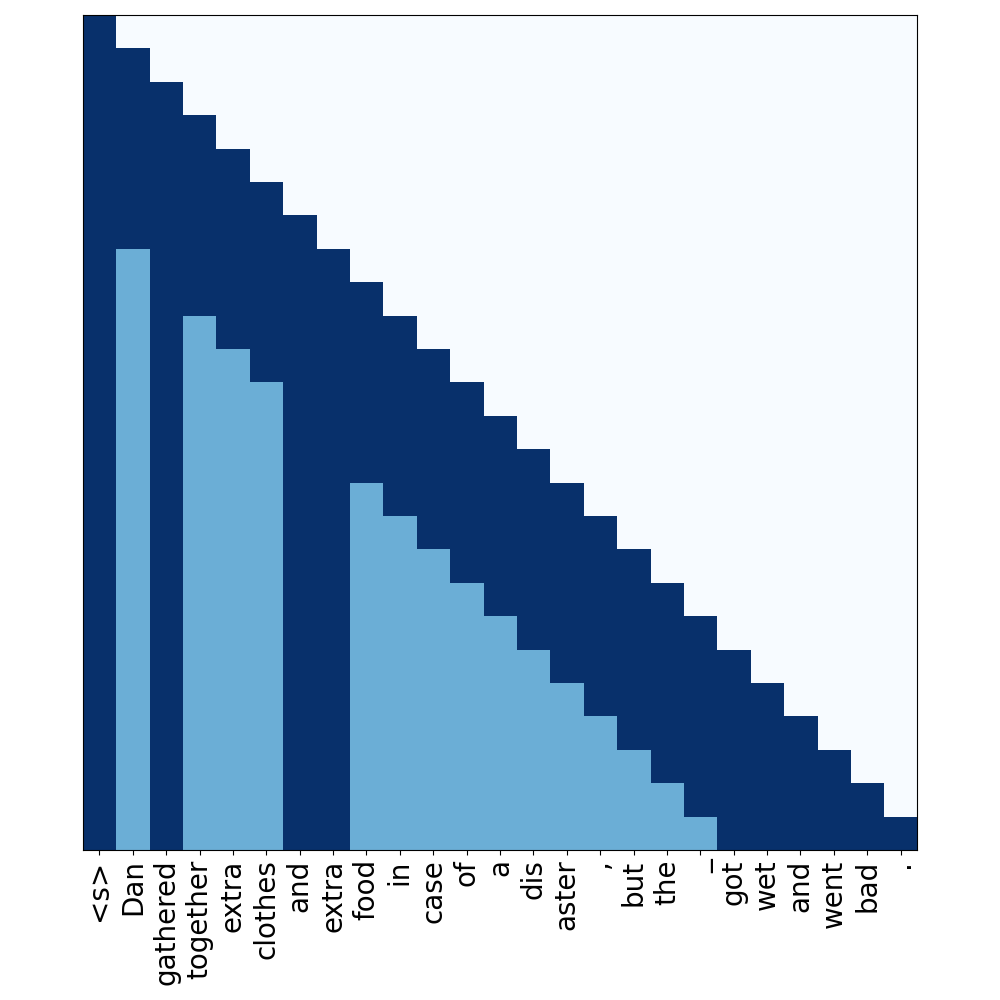 <s> Dan gathered together extra clothes and extra food in case of a dis aster , but the _ got wet and went bad .